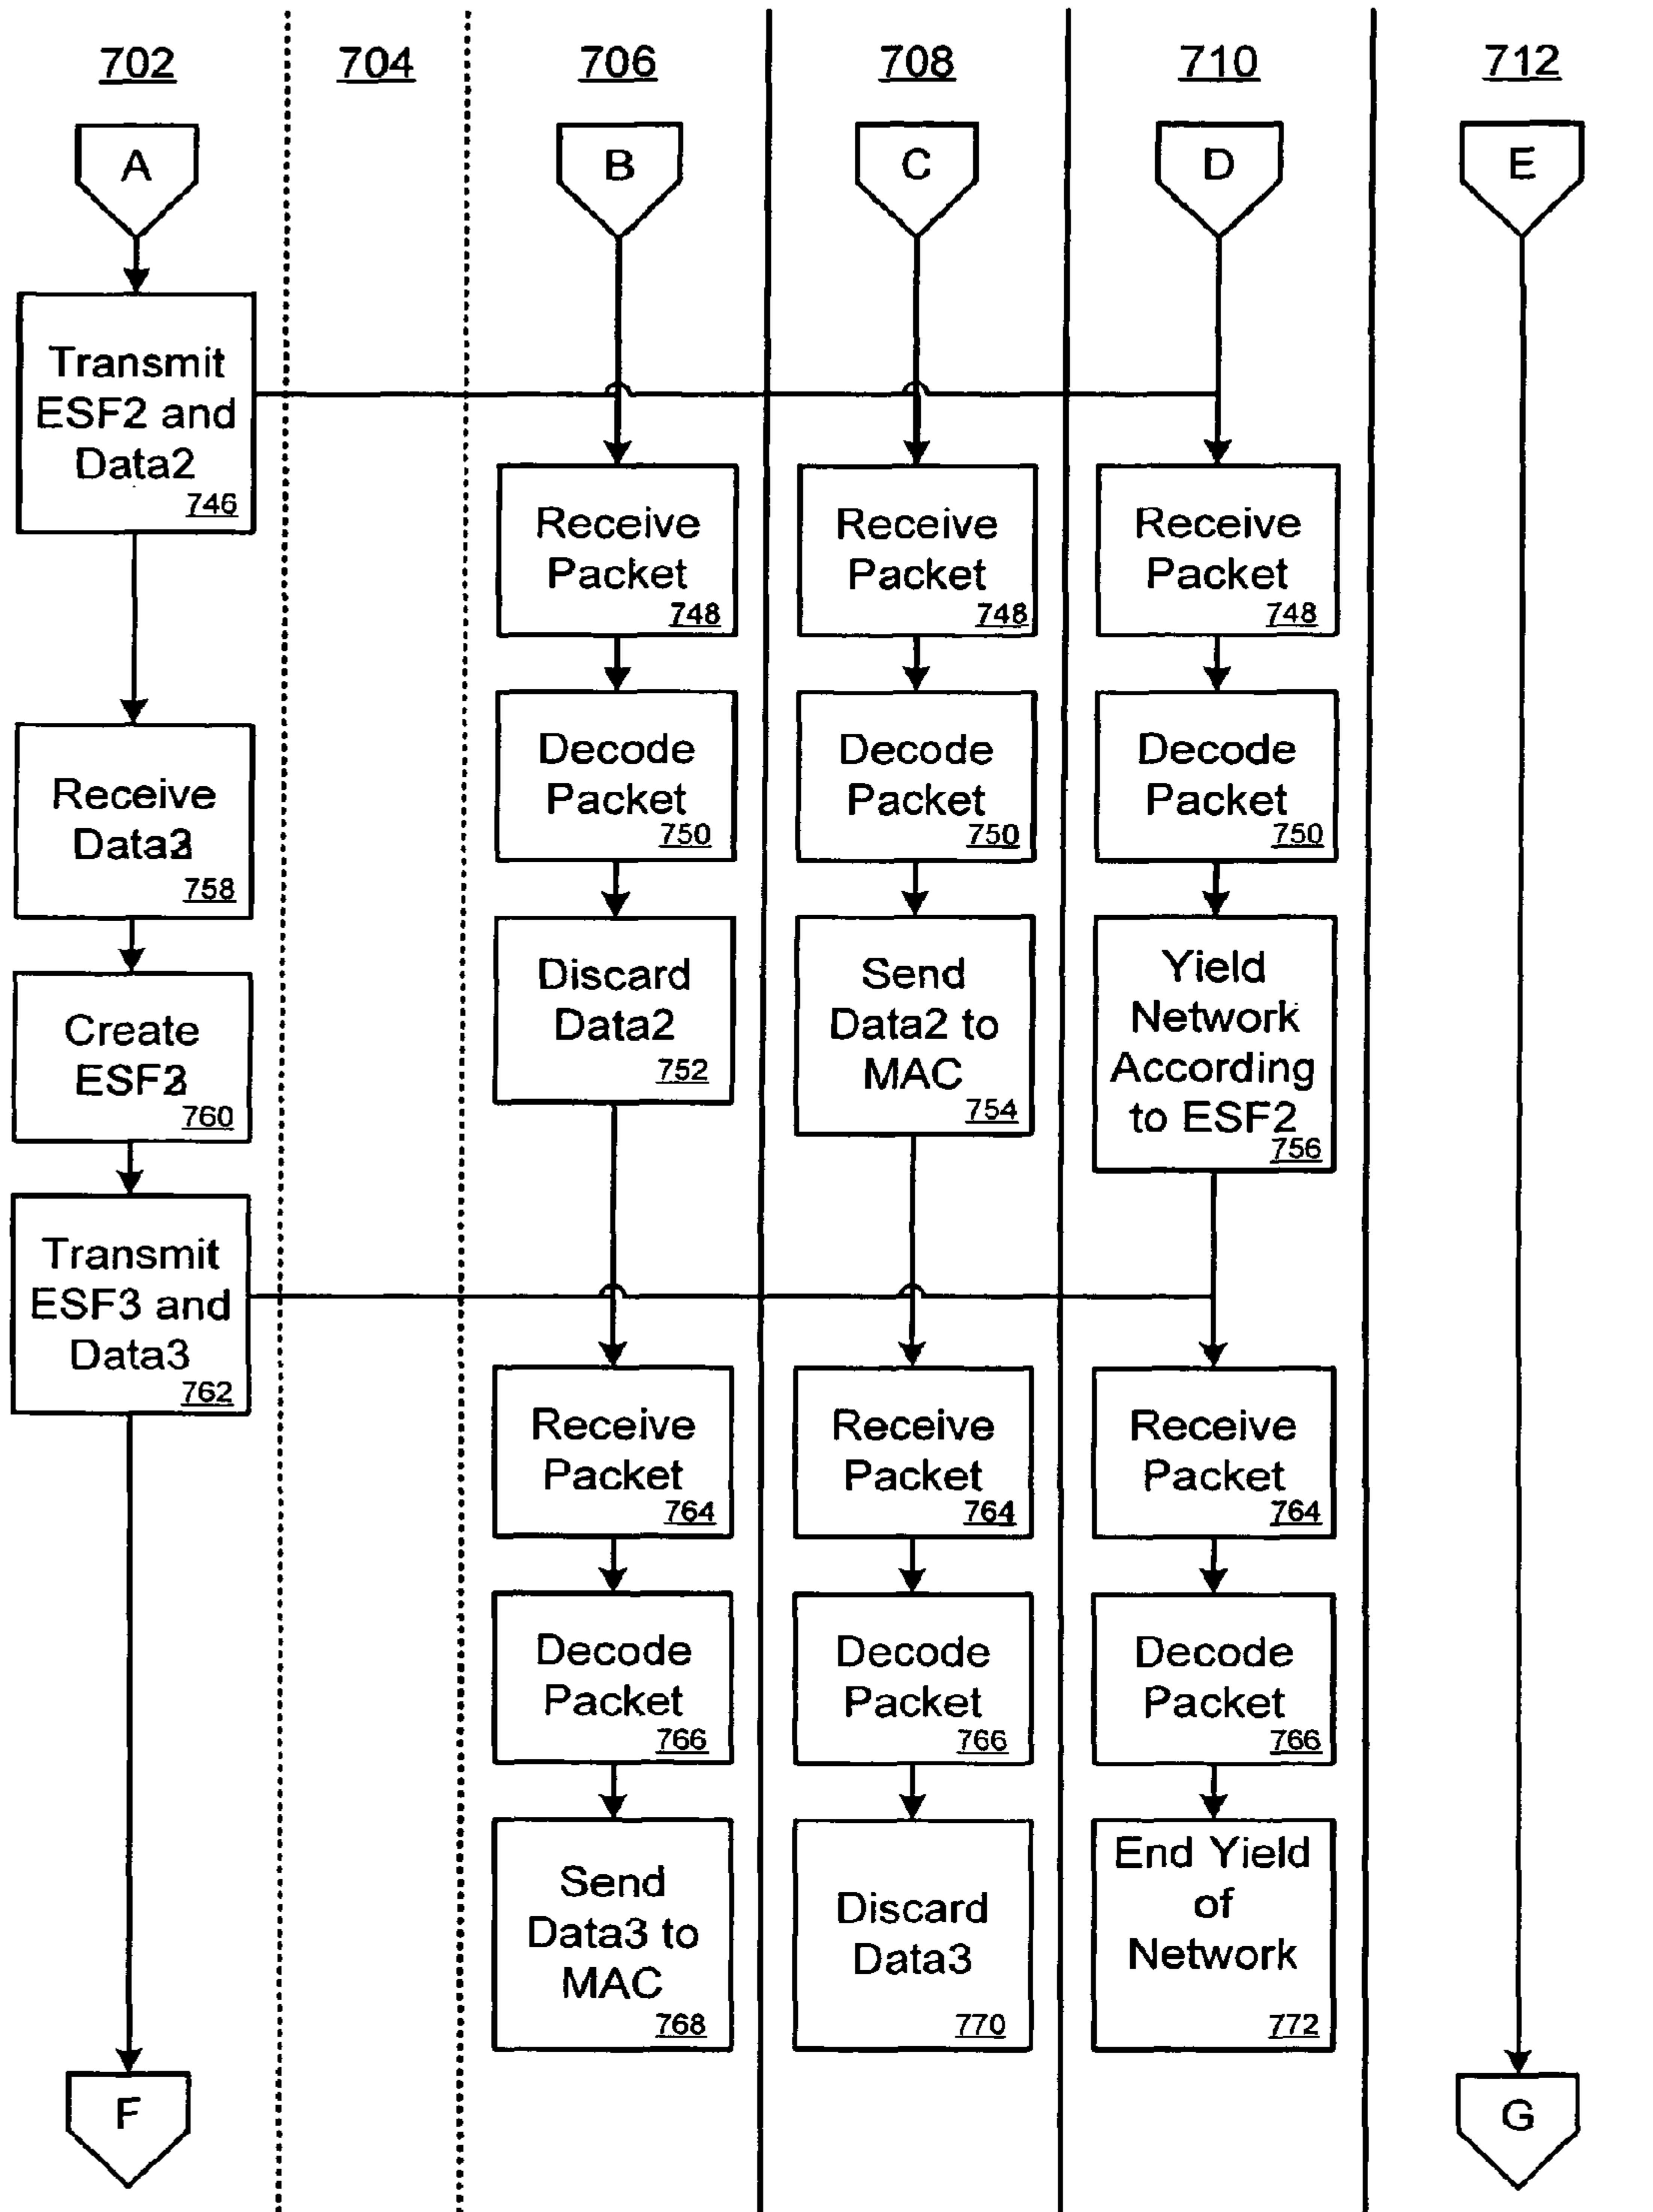 702
704
706
708
710
712
A
B
C
D
E
Transmit
ESF2 and
Data2
746
Receive
Packet
748
Receive
Packet
748
Receive
Packet
748
Decode
Packet
750
Decode
Packet
750
Decode
Packet
750
Receive
Data3
758
Discard
Data2
752
Send
Data2 to
MAC
754
Yield
Network
According
to ESF2
756
Create
ESF3
760
Transmit
ESF3 and
Data3
762
Receive
Packet
764
Receive
Packet
764
Receive
Packet
764
Decode
Packet
766
Decode
Packet
766
Decode
Packet
766
Send
Data3 to
MAC
768
Discard
Data3
770
End Yield
of
Network
772
F
G